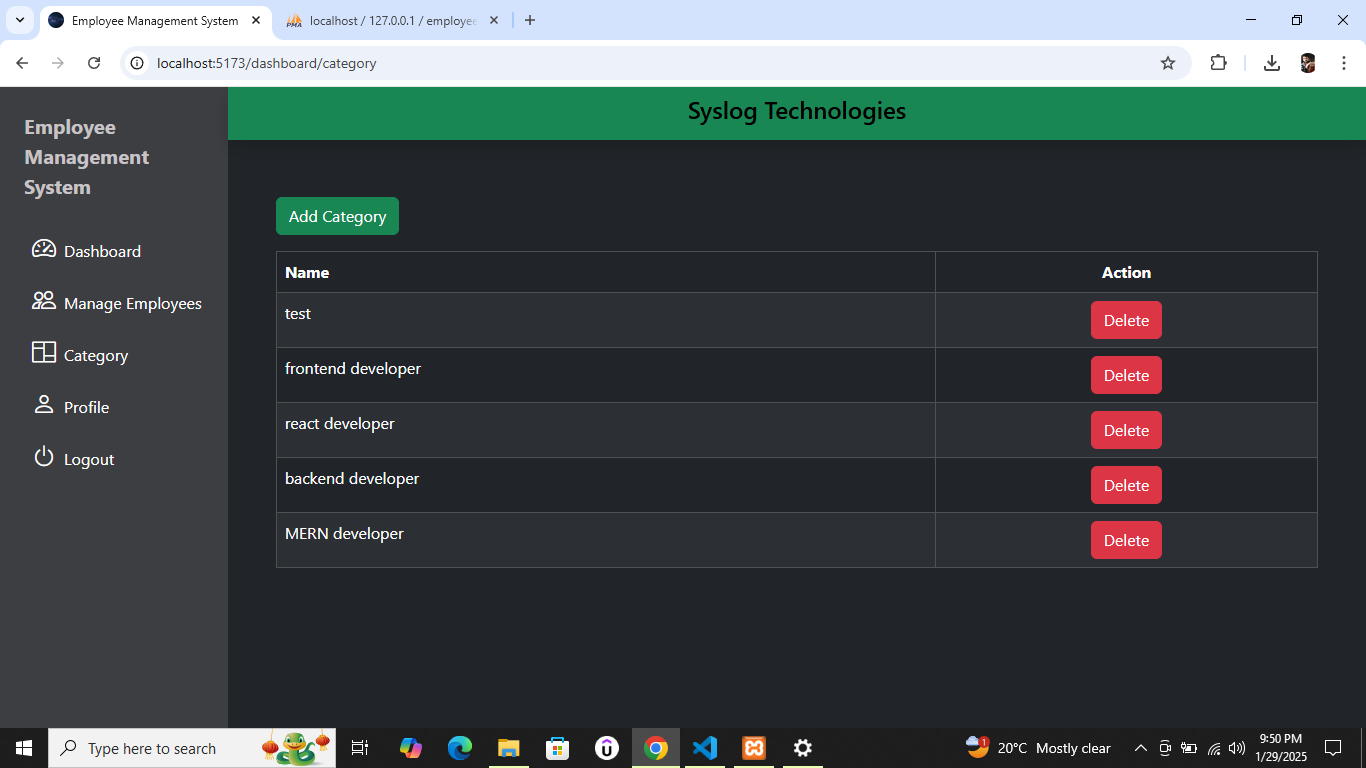 Employee Management System
localhost / 127.0.0.1 / employee
localhost:5173/dashboard/category
Employee
Management
System
Dashboard
Manage Employees
Category
Profile
Logout
Syslog Technologies
Add Category
Name Action
test Delete
frontend developer Delete
react developer Delete
backend developer Delete
MERN developer Delete
Type here to search
1
20°C Mostly clear
9:50 PM
1/29/2025